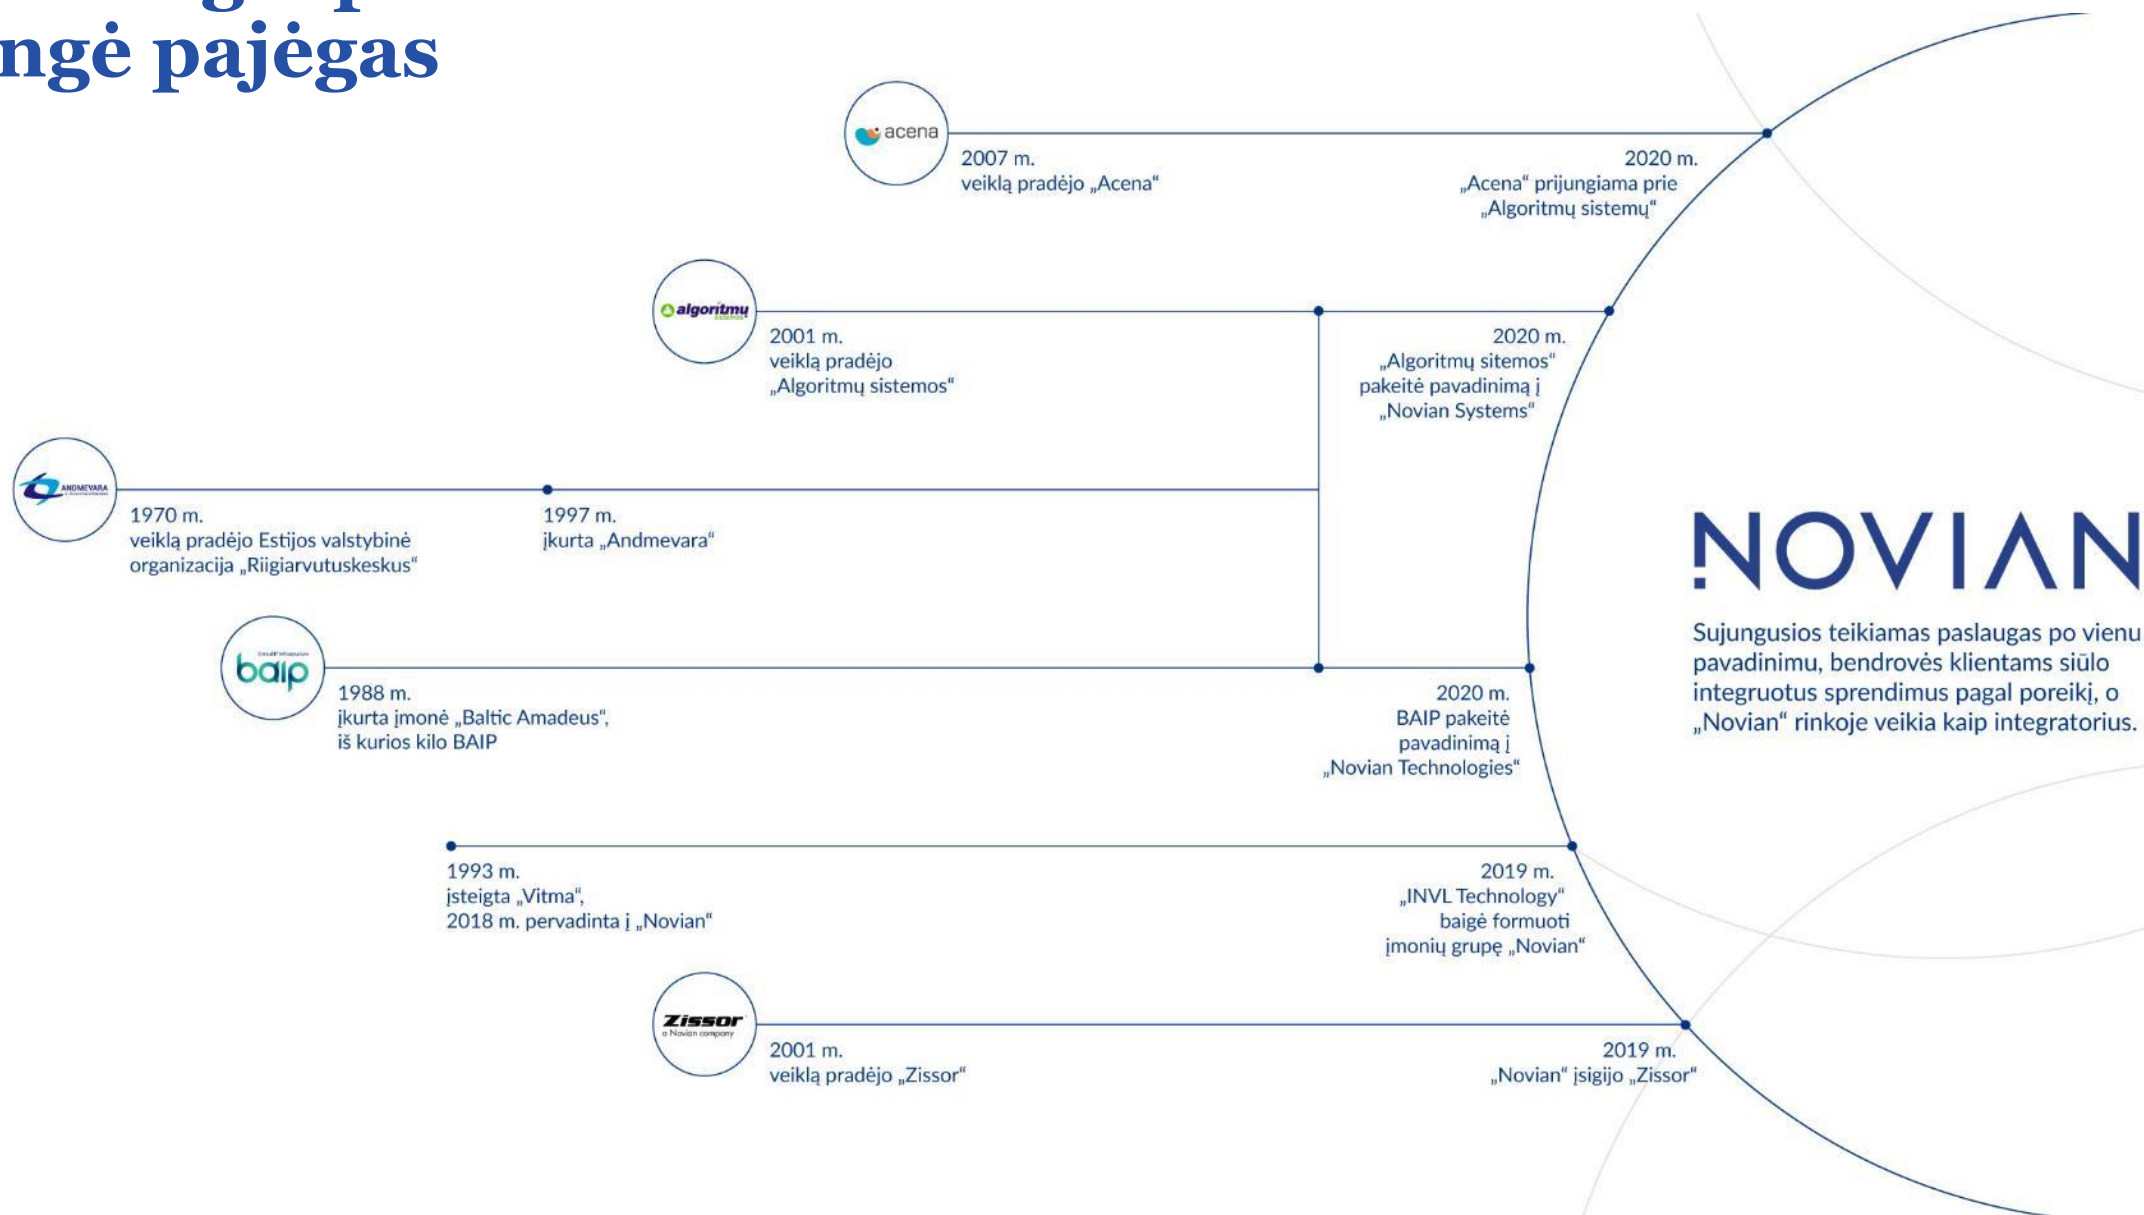 ngė pajėgas
acena
2007 m.
veiklą pradėjo „Acena“
2020 m.
„Acena“ prijungiama prie
„Algoritmų sistemų“
algoritmų
sistemos
2001 m.
veiklą pradėjo
„Algoritmų sistemos“
2020 m.
„Algoritmų sitemos“
pakeitė pavadinimą į
„Novian Systems“
ANDMEVARA
1970 m.
veiklą pradėjo Estijos valstybinė
organizacija „Riigiarvutuskeskus“
1997 m.
įkurta „Andmevara“
NOVIAN
Sujungusios teikiamas paslaugas po vienu
pavadinimu, bendrovės klientams siūlo
integruotus sprendimus pagal poreikį, o
„Novian“ rinkoje veikia kaip integratorius.
baip
1988 m.
įkurta įmonė „Baltic Amadeus“,
iš kurios kilo BAIP
2020 m.
BAIP pakeitė
pavadinimą į
„Novian Technologies“
1993 m.
įsteigta „Vitma“,
2018 m. pervadinta į „Novian“
2019 m.
„INVL Technology“
baigė formuoti
įmonių grupę „Novian“
Zissor
a Novian company
2001 m.
veiklą pradėjo „Zissor“
2019 m.
„Novian“ įsigijo „Zissor“